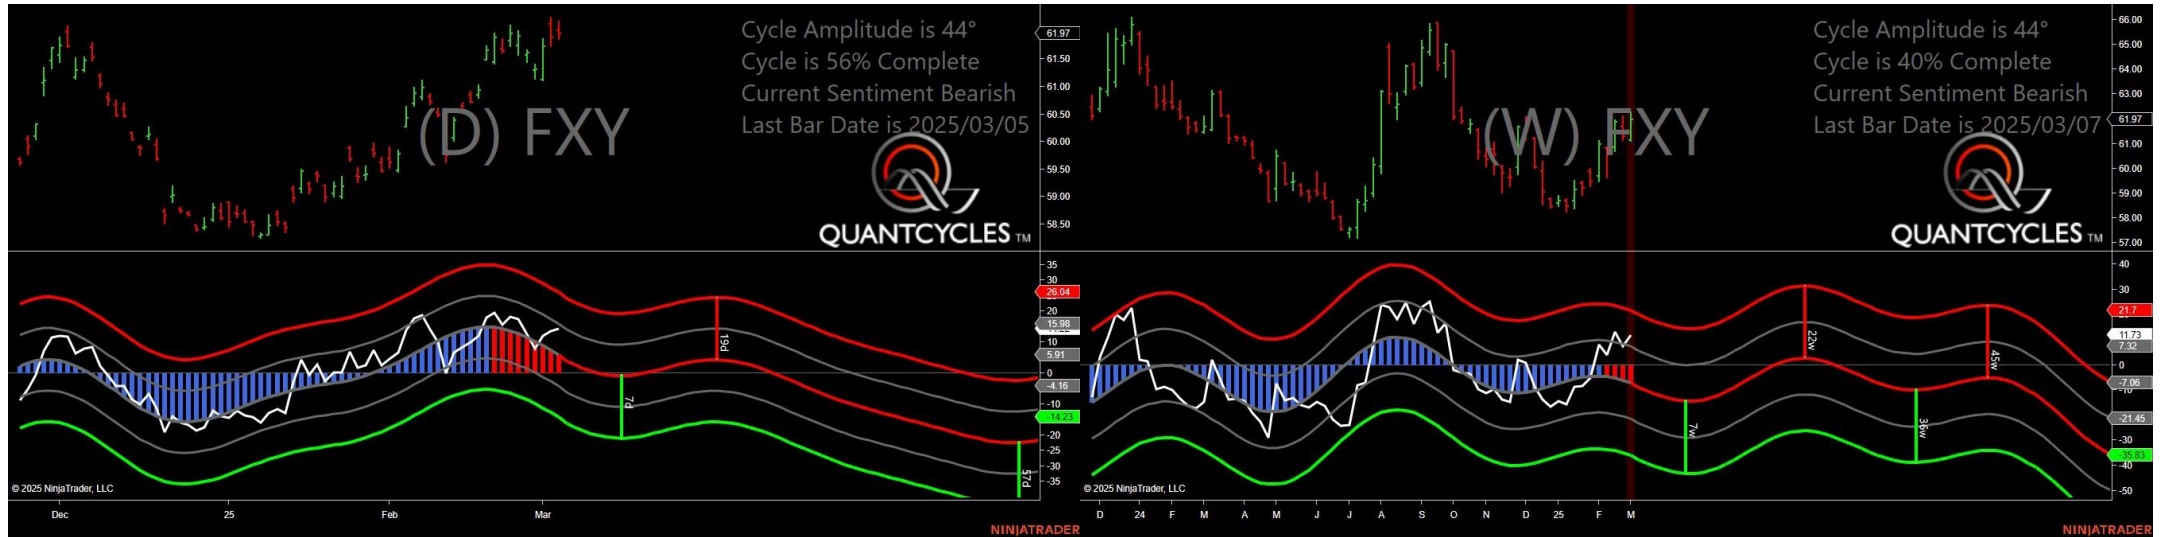 Cycle Amplitude is 44°
Cycle is 56% Complete
Current Sentiment Bearish
Last Bar Date is 2025/03/05
(D) FXY
QUANTCYCLES TM
61.97
61.50
61.00
60.50
60.00
59.50
59.00
58.50
35
30
26.04
20
15.98
10
5.91
0
-4.16
-10
-14.23
-20
-25
-30
-35
19d
7d
57d
© 2025 NinjaTrader, LLC
Dec
25
Feb
Mar
NINJATRADER
Cycle Amplitude is 44°
Cycle is 40% Complete
Current Sentiment Bearish
Last Bar Date is 2025/03/07
(W) FXY
QUANTCYCLES TM
66.00
65.00
64.00
63.00
61.97
61.00
60.00
59.00
58.00
57.00
40
30
21.7
11.73
7.32
0
-7.06
-21.45
-30
-35.83
-40
-50
22w
45w
7w
36w
© 2025 NinjaTrader, LLC
D
24
F
M
A
M
J
J
A
S
O
N
D
25
F
M
NINJATRADER